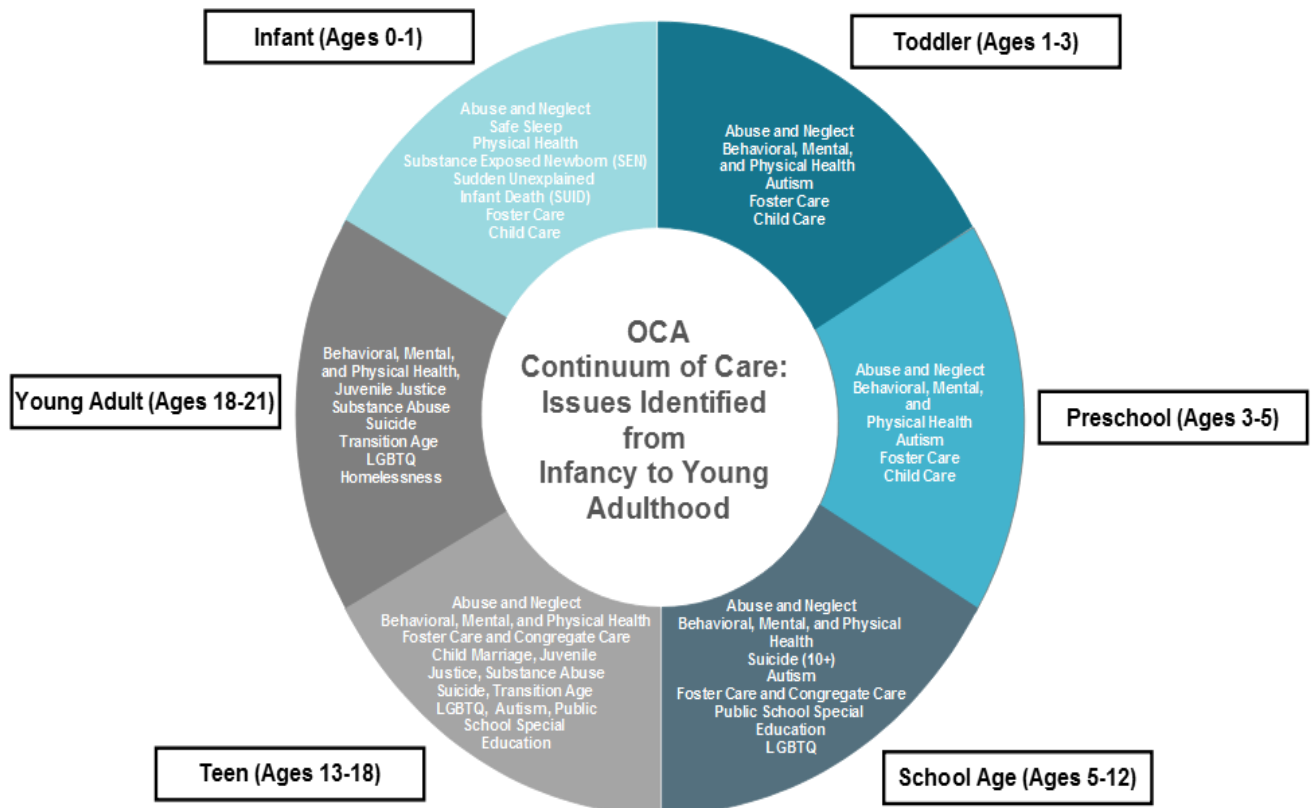 Infant (Ages 0-1)
Abuse and Neglect
Safe Sleep
Physical Health
Substance Exposed Newborn (SEN)
Sudden Unexplained
Infant Death (SUID)
Foster Care
Child Care
Toddler (Ages 1-3)
Abuse and Neglect
Behavioral, Mental,
and Physical Health
Autism
Foster Care
Child Care
Preschool (Ages 3-5)
Abuse and Neglect
Behavioral, Mental,
and
Physical Health
Autism
Foster Care
Child Care
School Age (Ages 5-12)
Abuse and Neglect
Behavioral, Mental, and Physical
Health
Suicide (10+)
Autism
Foster Care and Congregate Care
Public School Special
Education
LGBTQ
Teen (Ages 13-18)
Abuse and Neglect
Behavioral, Mental, and Physical Health
Foster Care and Congregate Care
Child Marriage, Juvenile
Justice, Substance Abuse
Suicide, Transition Age
LGBTQ, Autism, Public
School Special
Education
Young Adult (Ages 18-21)
Behavioral, Mental,
and Physical Health,
Juvenile Justice
Substance Abuse
Suicide
Transition Age
LGBTQ
Homelessness
OCA
Continuum of Care:
Issues Identified
from
Infancy to Young
Adulthood